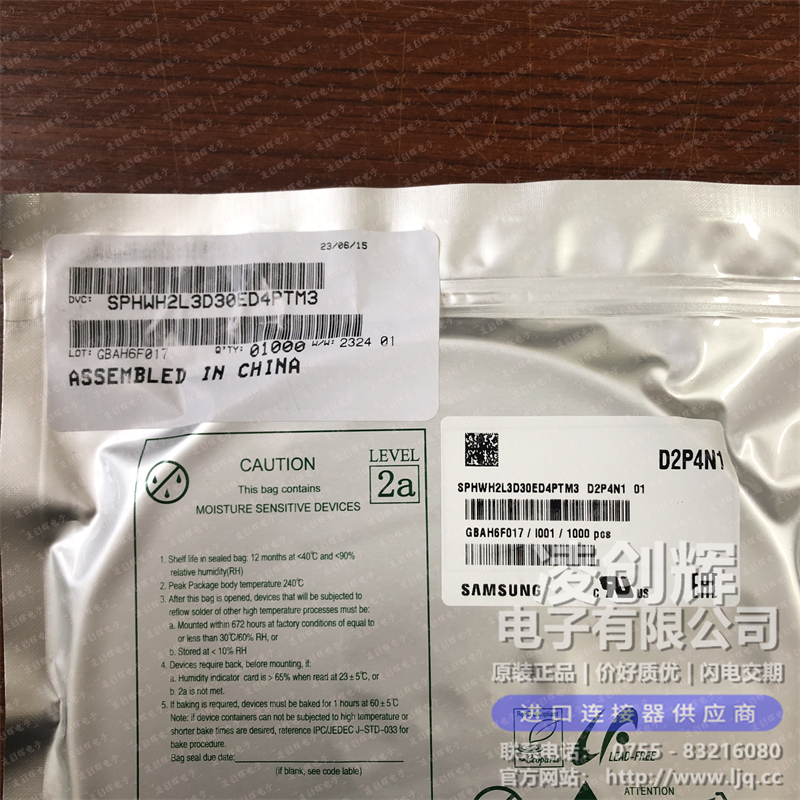 23/06/15
DVC: SPHWH2L3D30ED4PTM3
LOT: GBAH6F017 Q'TY: 01000 W/W: 2324 01
ASSEMBLED IN CHINA
CAUTION
This bag contains
MOISTURE SENSITIVE DEVICES
LEVEL
2a
1. Shelf life in sealed bag: 12 months at <40℃ and <90%
relative humidity(RH)
2. Peak Package body temperature 240℃
3. After this bag is opened, devices that will be subjected to
reflow solder of other high temperature processes must be:
a. Mounted within 672 hours at factory conditions of equal to
or less than 30℃/60% RH, or
b. Stored at < 10% RH
4. Devices require back, before mounting, if:
a. Humidity indicator card is > 65% when read at 23 ± 5℃, or
b. 2a is not met.
5. If baking is required, devices must be baked for 1 hours at 60 ± 5℃
Note: if device containers can not be subjected to high temperature or
shorter bake times are desired, reference IPC/JEDEC J-STD-033 for
bake procedure.
Bag seal due date:
(if blank, see code lable)
D2P4N1
SPHWH2L3D30ED4PTM3 D2P4N1 01
GBAH6F017 / I001 / 1000 pcs
SAMSUNG
c US
EAC
凌创辉
电子有限公司
原装正品 | 价好质优 | 闪电交期
进口连接器供应商
联系电话: 0755 - 83216080
官方网站: http://www.ljq.cc
LEAD-FREE
ATTENTION